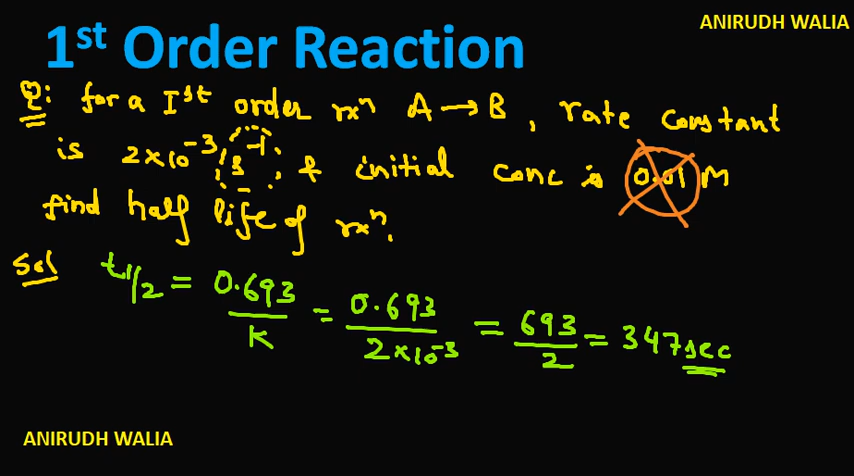 ANIRUDH WALIA
1st Order Reaction
Q: for a Ist order rxn A → B, rate constant
is 2×10-3 s-1, & initial conc is 0.01 M
find half life of rxn.
Sol t1/2 = 0.693/K = 0.693/2×10-3 = 693/2 = 347 sec
ANIRUDH WALIA